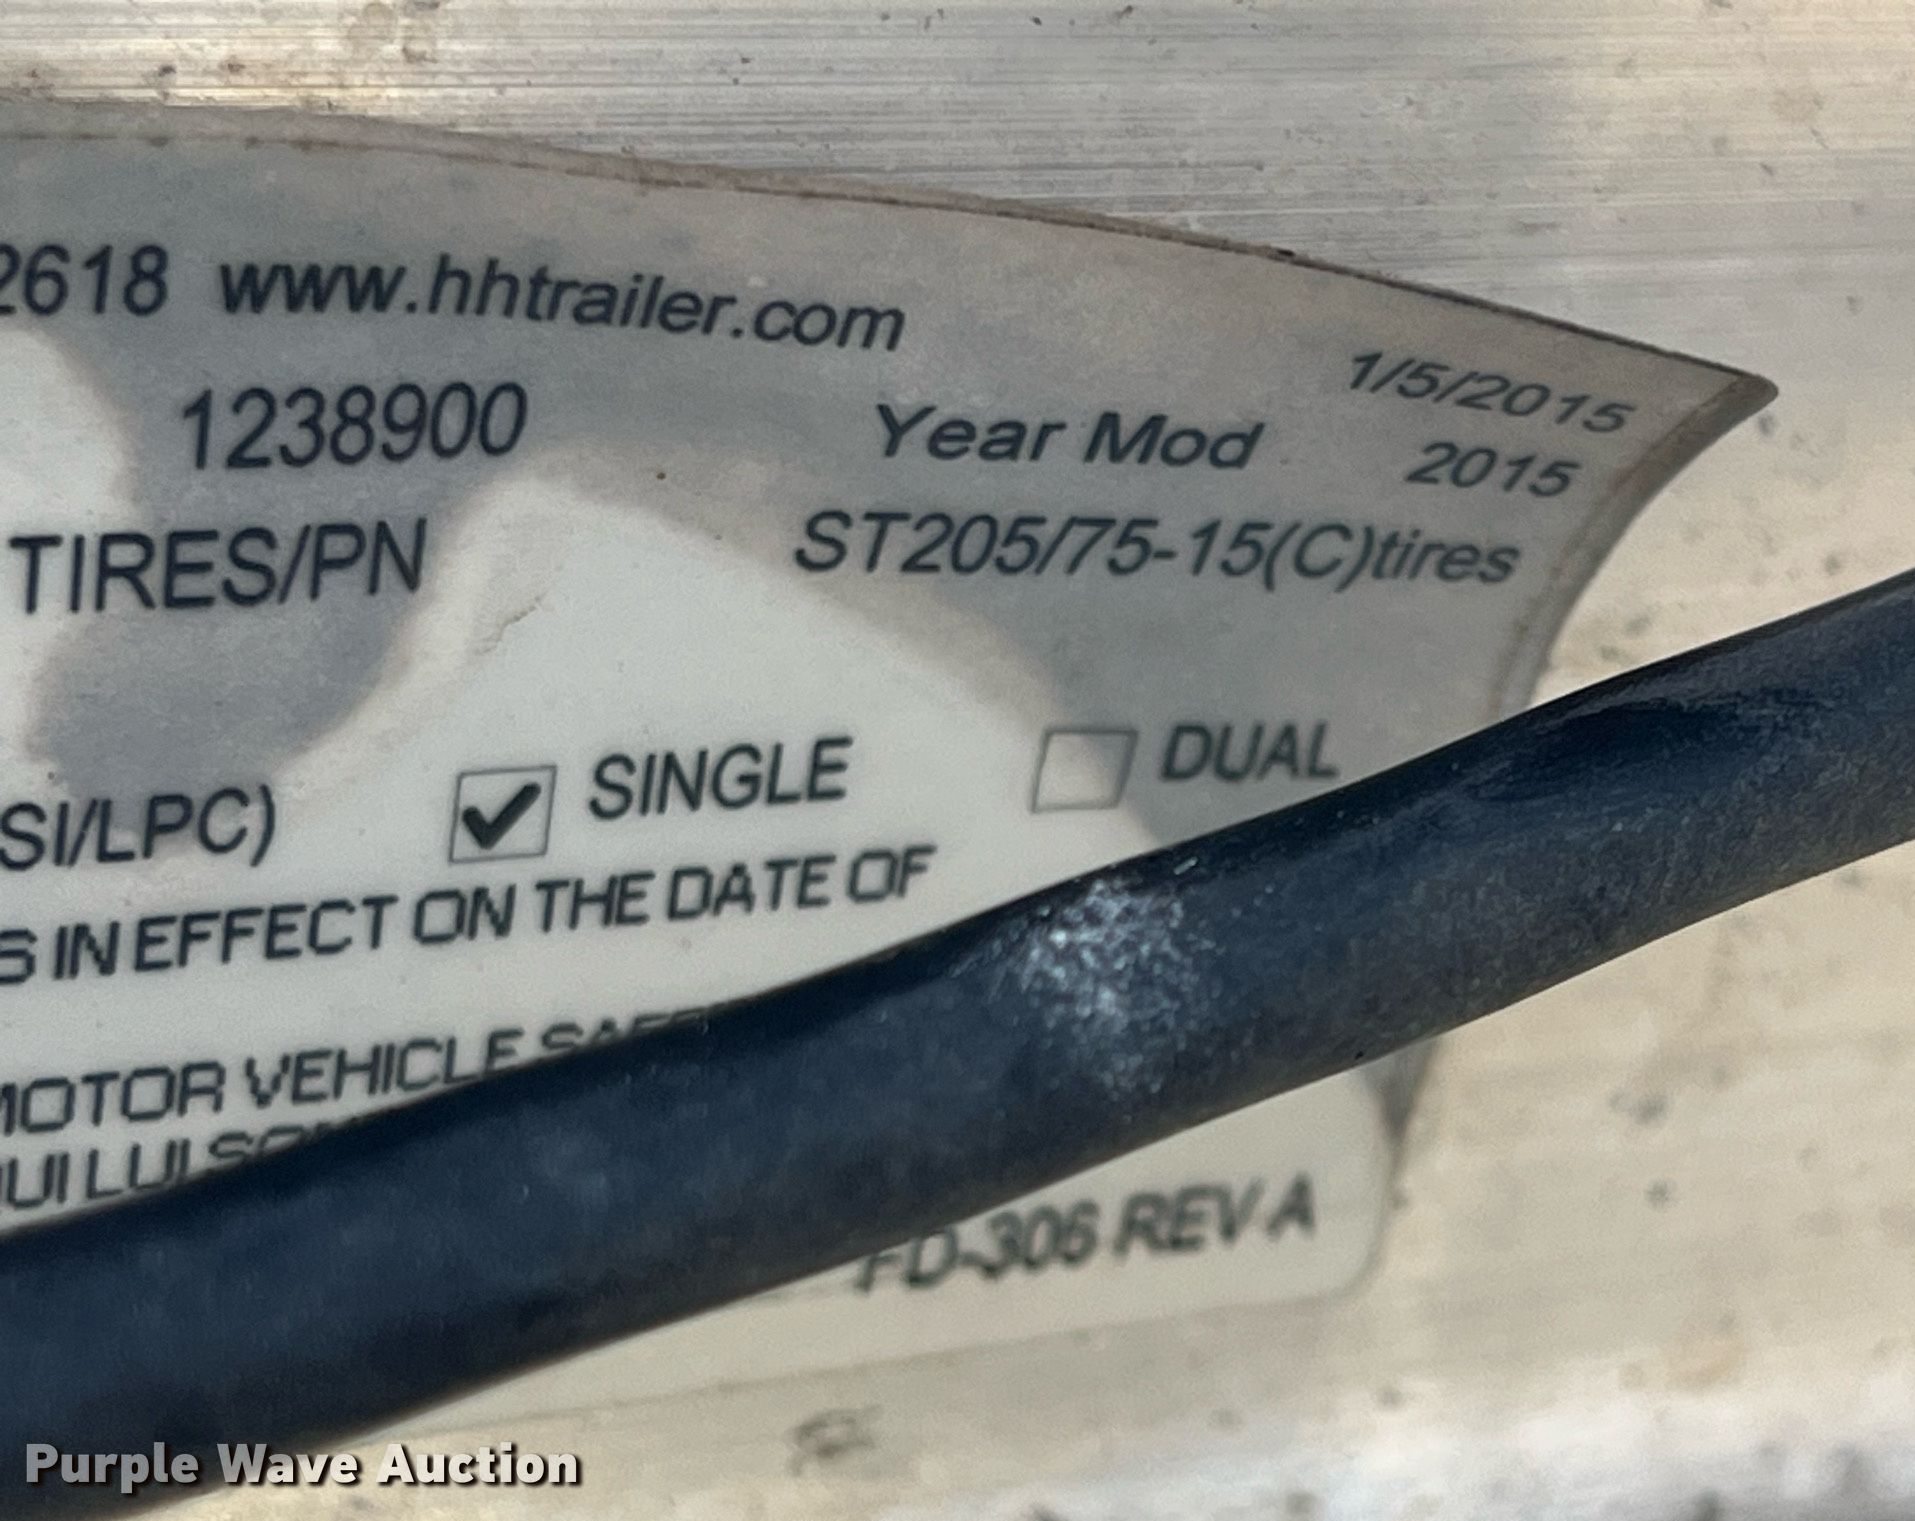 2618 www.hhtrailer.com
1/5/2015
1238900 Year Mod 2015
TIRES/PN ST205/75-15(C)tires
SI/LPC) SINGLE DUAL
S IN EFFECT ON THE DATE OF
MOTOR VEHICLE
FD-306 REV A
Purple Wave Auction